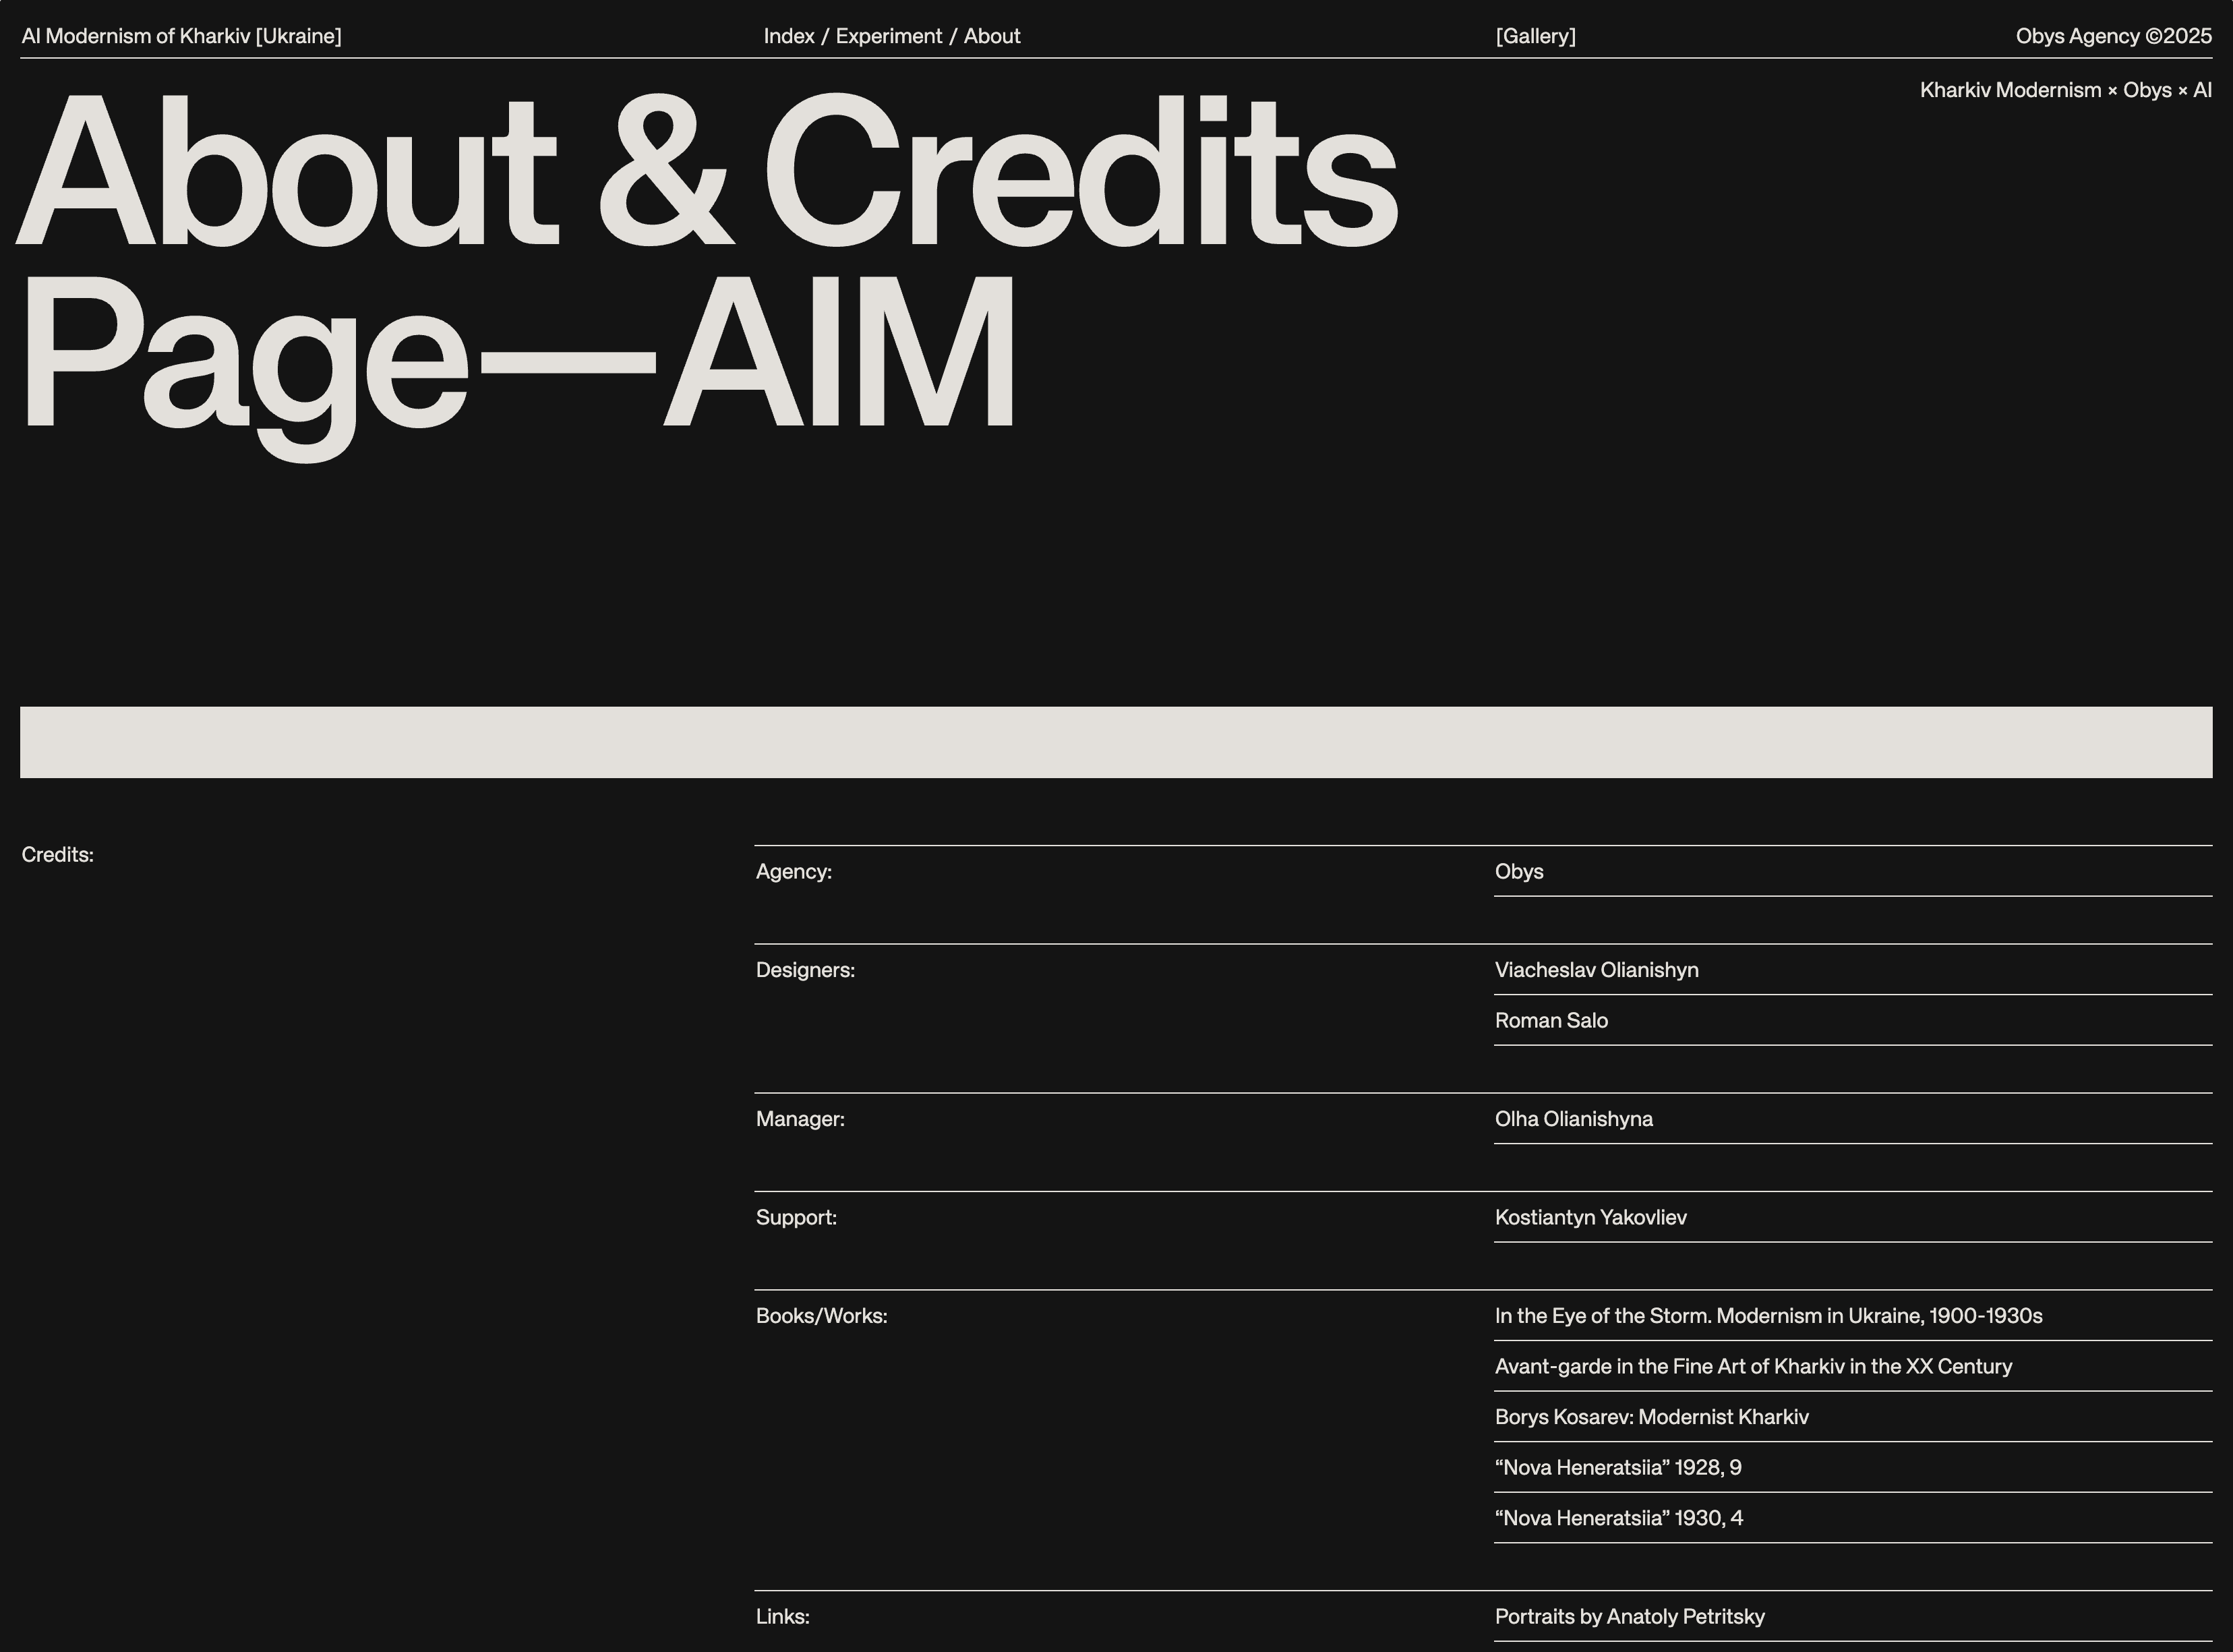 AI Modernism of Kharkiv [Ukraine]
Index / Experiment / About
[Gallery]
Obys Agency ©2025
Kharkiv Modernism × Obys × AI
About & Credits
Page—AIM
Credits:
Agency:
Obys
Designers:
Viacheslav Olianishyn
Roman Salo
Manager:
Olha Olianishyna
Support:
Kostiantyn Yakovliev
Books/Works:
In the Eye of the Storm. Modernism in Ukraine, 1900-1930s
Avant-garde in the Fine Art of Kharkiv in the XX Century
Borys Kosarev: Modernist Kharkiv
“Nova Heneratsiia” 1928, 9
“Nova Heneratsiia” 1930, 4
Links:
Portraits by Anatoly Petritsky